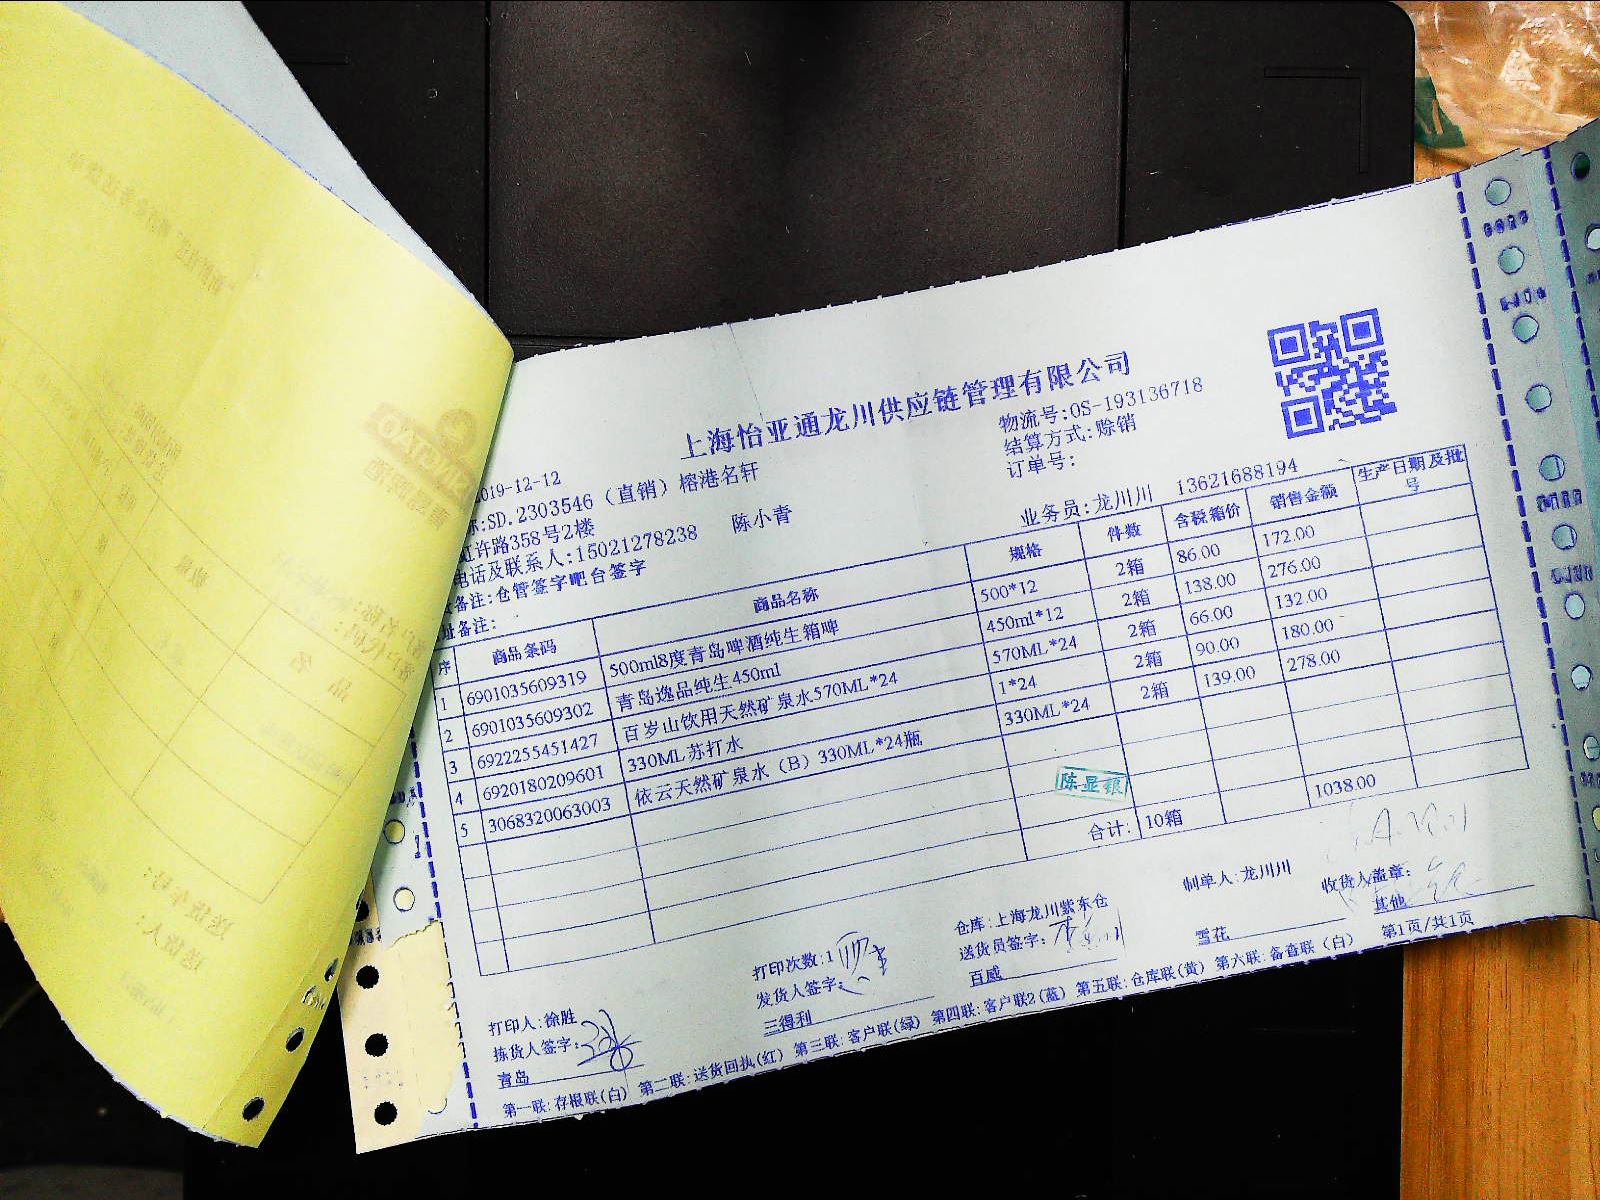 上海怡亚通龙川供应链管理有限公司
物流号:OS-193136718
结算方式:赊销
订单号:
2019-12-12
:SD.2303546（直销）榕港名轩
虹许路358号2楼
电话及联系人:15021278238 陈小青
备注:仓管签字吧台签字
址备注:
业务员:龙川川 13621688194
序 商品条码 商品名称 规格 件数 含税箱价 销售金额 生产日期及批号
1 6901035609319 500ml8度青岛啤酒纯生箱啤 500*12 2箱 86.00 172.00
2 6901035609302 青岛逸品纯生450ml 450ml*12 2箱 138.00 276.00
3 6922255451427 百岁山饮用天然矿泉水570ML*24 570ML*24 2箱 66.00 132.00
4 6920180209601 330ML苏打水 1*24 2箱 90.00 180.00
5 3068320063003 依云天然矿泉水（B）330ML*24瓶 330ML*24 2箱 139.00 278.00
陈显银
合计: 10箱 1038.00
打印人:徐胜 打印次数:1 仓库:上海龙川紫东仓 制单人:龙川川 收货人盖章:
拣货人签字: 发货人签字: 送货员签字:
青岛 三得利 百威 雪花 其他
第一联:存根联(白) 第二联:送货回执(红) 第三联:客户联(绿) 第四联:客户联2(蓝) 第五联:仓库联(黄) 第六联:备查联（白） 第1页/共1页